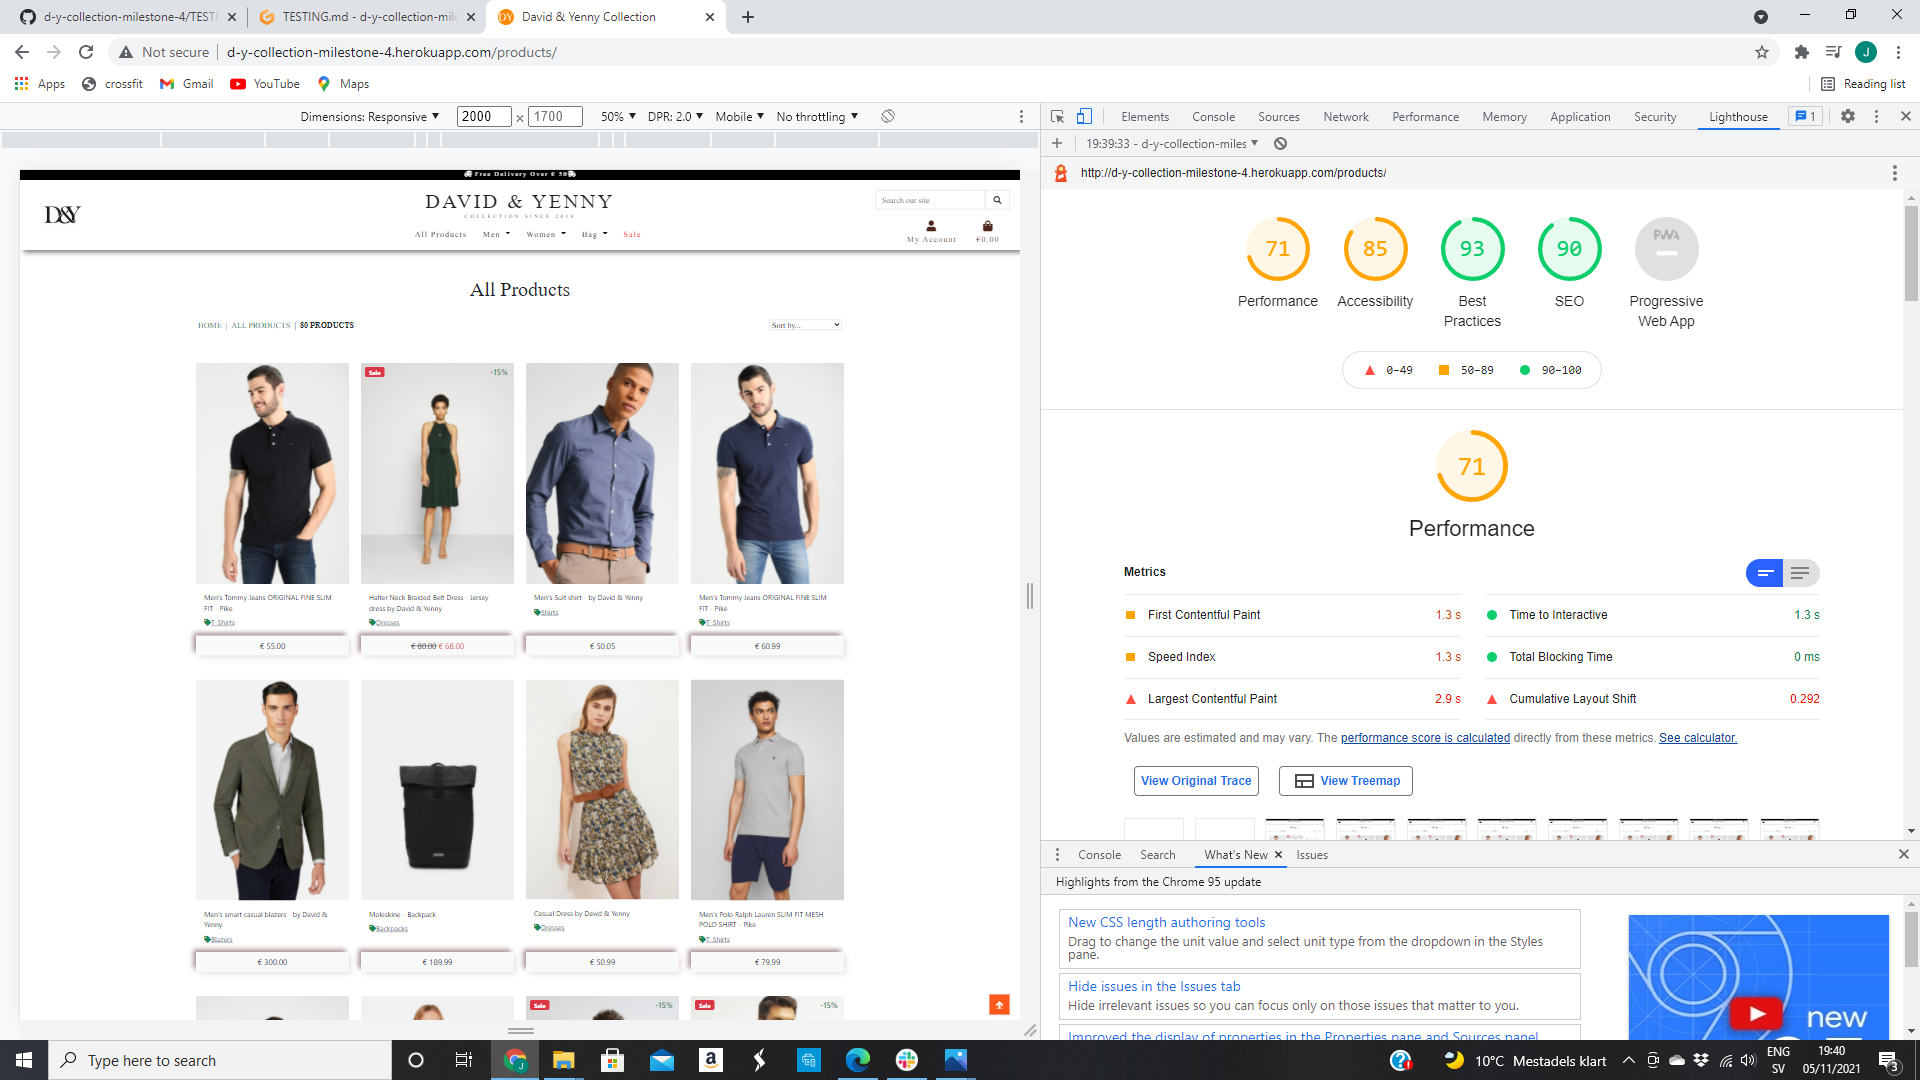 d-y-collection-milestone-4/TESTI
TESTING.md - d-y-collection-mile
David & Yenny Collection
Not secure
d-y-collection-milestone-4.herokuapp.com/products/
J
Apps
crossfit
Gmail
YouTube
Maps
Reading list
Dimensions: Responsive
2000 × 1700
50%
DPR: 2.0
Mobile
No throttling
Free Delivery Over € 50
D&Y
DAVID & YENNY
COLLECTION SINCE 2018
Search our site
All Products
Men
Women
Bag
Sale
My Account
€0.00
All Products
HOME | ALL PRODUCTS | 80 PRODUCTS
Sort by...
Sale
-15%
Men's Tommy Jeans ORIGINAL FINE SLIM
FIT - Pike
T_Shirts
€ 55.00
Halter Neck Braided Belt Dress - Jersey
dress by David & Yenny
Dresses
€ 80.00 € 68.00
Men's Suit shirt - by David & Yenny
Shirts
€ 50.05
Men's Tommy Jeans ORIGINAL FINE SLIM
FIT - Pike
T_Shirts
€ 60.99
Men's smart casual blazers - by David &
Yenny
Blazers
€ 300.00
Moleskine - Backpack
Backpacks
€ 189.99
Casual Dress by David & Yenny
Dresses
€ 50.99
Men's Polo Ralph Lauren SLIM FIT MESH
POLO SHIRT - Pike
T_Shirts
€ 79.99
Sale
-15%
Sale
-15%
Elements
Console
Sources
Network
Performance
Memory
Application
Security
Lighthouse
1
19:39:33 - d-y-collection-miles
http://d-y-collection-milestone-4.herokuapp.com/products/
71
85
93
90
PWA
Performance
Accessibility
Best
Practices
SEO
Progressive
Web App
0–49
50–89
90–100
71
Performance
Metrics
First Contentful Paint
1.3 s
Time to Interactive
1.3 s
Speed Index
1.3 s
Total Blocking Time
0 ms
Largest Contentful Paint
2.9 s
Cumulative Layout Shift
0.292
Values are estimated and may vary. The performance score is calculated directly from these metrics. See calculator.
View Original Trace
View Treemap
Console
Search
What's New
Issues
Highlights from the Chrome 95 update
New CSS length authoring tools
Drag to change the unit value and select unit type from the dropdown in the Styles
pane.
Hide issues in the Issues tab
Hide irrelevant issues so you can focus only on those issues that matter to you.
Improved the display of properties in the Properties pane and Sources panel
new
Type here to search
10°C Mestadels klart
ENG
SV
19:40
05/11/2021
3